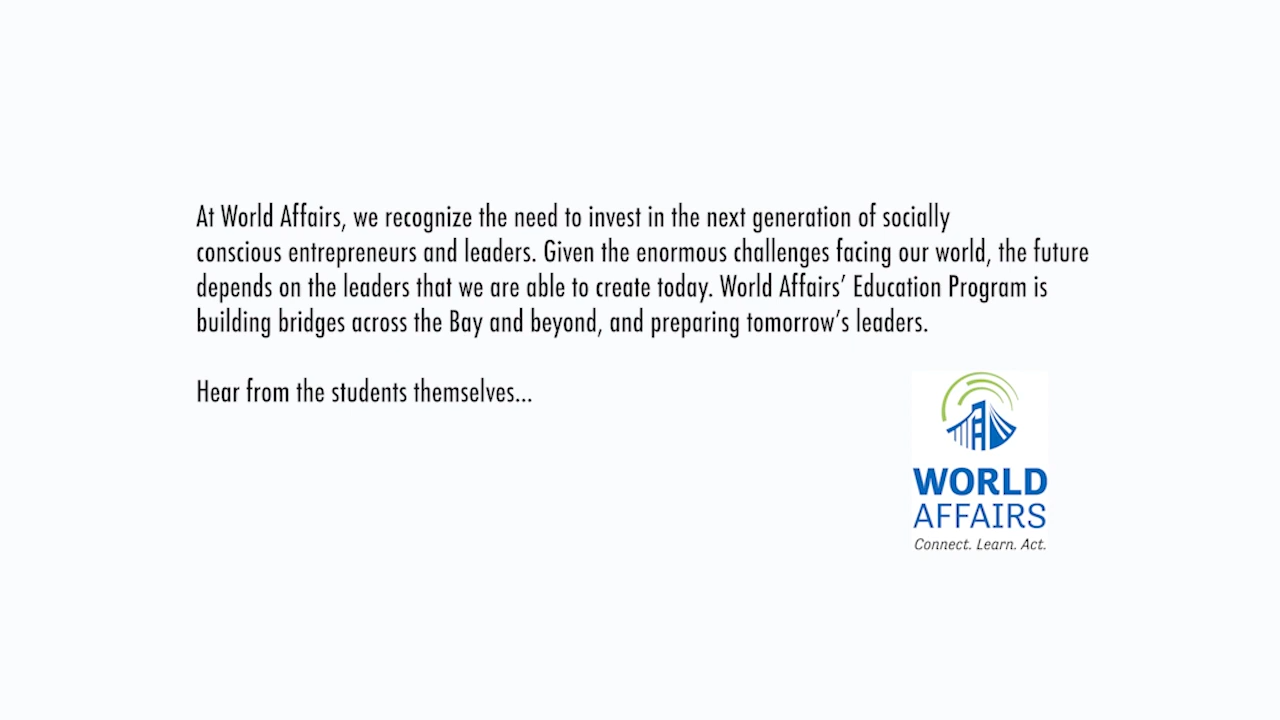 At World Affairs, we recognize the need to invest in the next generation of socially
conscious entrepreneurs and leaders. Given the enormous challenges facing our world, the future
depends on the leaders that we are able to create today. World Affairs’ Education Program is
building bridges across the Bay and beyond, and preparing tomorrow’s leaders.
Hear from the students themselves...
WORLD
AFFAIRS
Connect. Learn. Act.